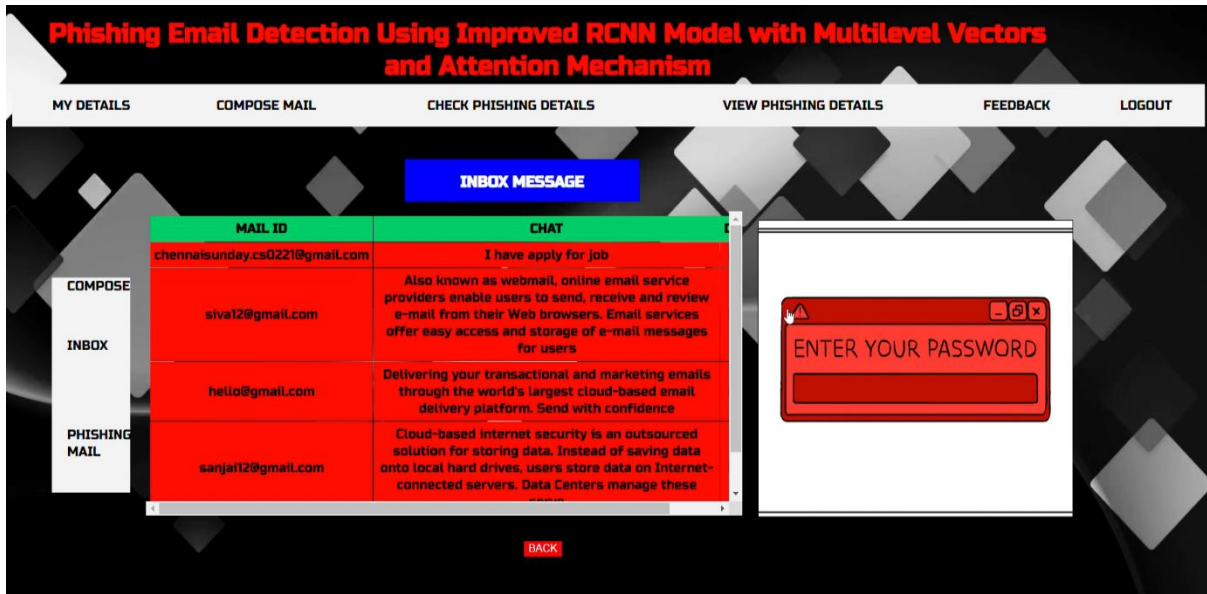 Phishing Email Detection Using Improved RCNN Model with Multilevel Vectors
and Attention Mechanism
MY DETAILS COMPOSE MAIL CHECK PHISHING DETAILS VIEW PHISHING DETAILS FEEDBACK LOGOUT
INBOX MESSAGE
MAIL ID CHAT
chennaisunday.cs0221@gmail.com I have apply for job
COMPOSE
INBOX
PHISHING
MAIL
siva12@gmail.com
Also known as webmail, online email service
providers enable users to send, receive and review
e-mail from their Web browsers. Email services
offer easy access and storage of e-mail messages
for users
hello@gmail.com
Delivering your transactional and marketing emails
through the world's largest cloud-based email
delivery platform. Send with confidence
sanjai12@gmail.com
Cloud-based internet security is an outsourced
solution for storing data. Instead of saving data
onto local hard drives, users store data on Internet-
connected servers. Data Centers manage these
ENTER YOUR PASSWORD
BACK